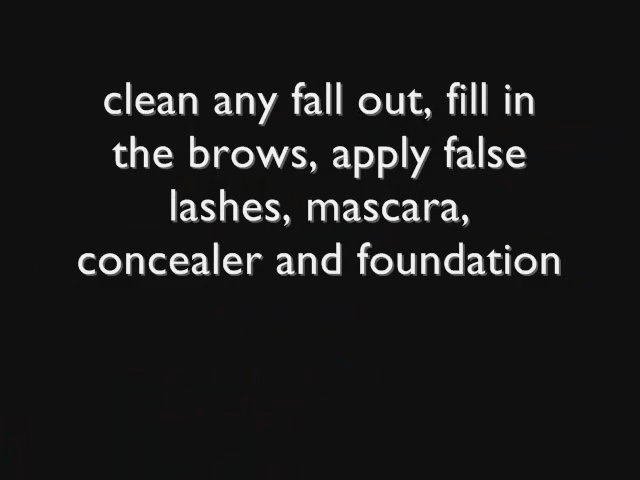 clean any fall out, fill in
the brows, apply false
lashes, mascara,
concealer and foundation